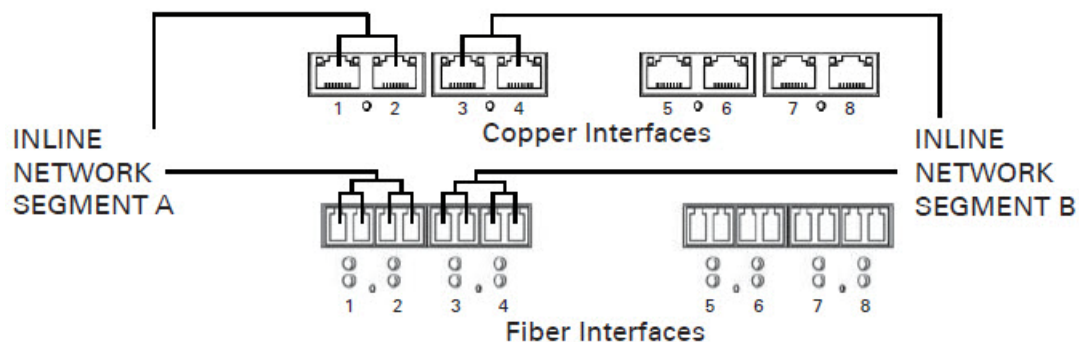 1 2 3 4 5 6 7 8
Copper Interfaces
INLINE
NETWORK
SEGMENT A
INLINE
NETWORK
SEGMENT B
1 2 3 4 5 6 7 8
Fiber Interfaces